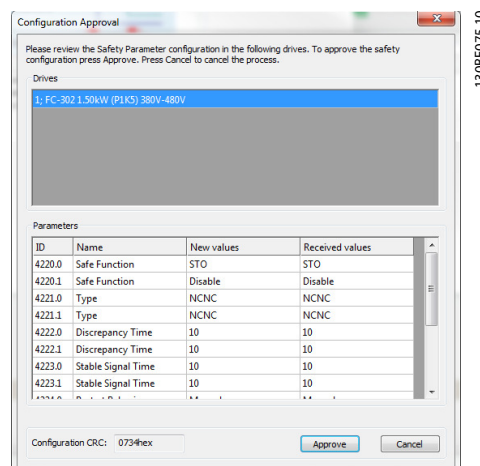 Configuration Approval
Please review the Safety Parameter configuration in the following drives. To approve the safety
configuration press Approve. Press Cancel to cancel the process.
Drives
1; FC-302 1.50kW (P1K5) 380V-480V
Parameters
ID Name New values Received values
4220.0 Safe Function STO STO
4220.1 Safe Function Disable Disable
4221.0 Type NCNC NCNC
4221.1 Type NCNC NCNC
4222.0 Discrepancy Time 10 10
4222.1 Discrepancy Time 10 10
4223.0 Stable Signal Time 10 10
4223.1 Stable Signal Time 10 10
Configuration CRC: 0734hex
Approve Cancel